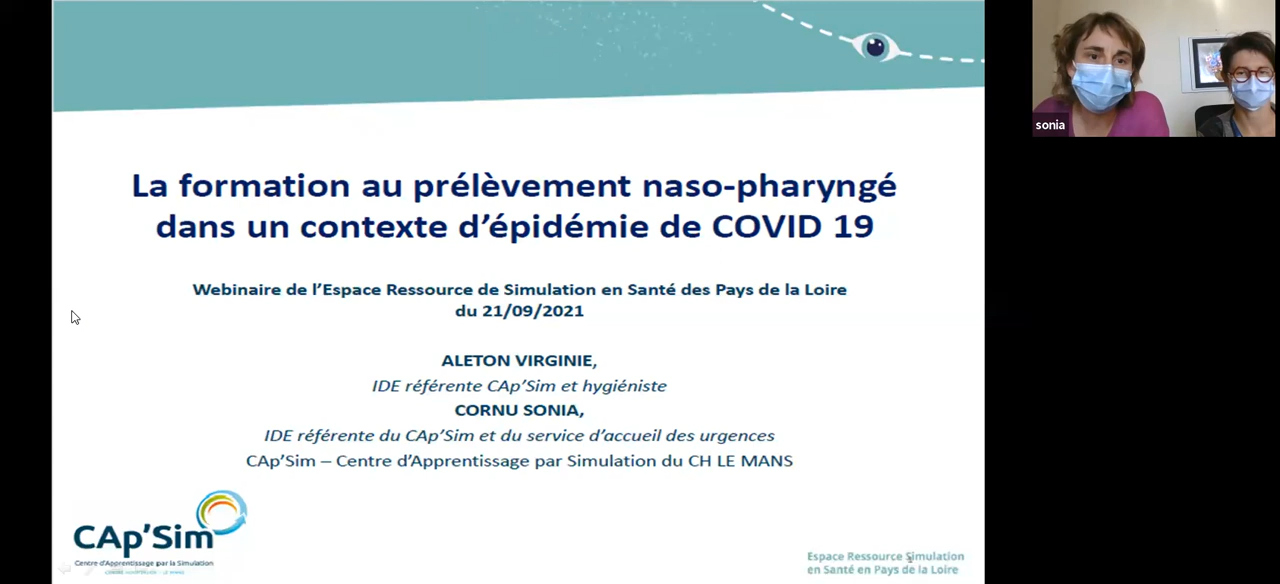 sonia
La formation au prélèvement naso-pharyngé
dans un contexte d'épidémie de COVID 19
Webinaire de l'Espace Ressource de Simulation en Santé des Pays de la Loire
du 21/09/2021
ALETON VIRGINIE,
IDE référente CAp'Sim et hygiéniste
CORNU SONIA,
IDE référente du CAp'Sim et du service d'accueil des urgences
CAp'Sim – Centre d'Apprentissage par Simulation du CH LE MANS
CAp'Sim
Centre d'Apprentissage par la Simulation
CENTRE HOSPITALIER - LE MANS
Espace Ressource Simulation
en Santé en Pays de la Loire